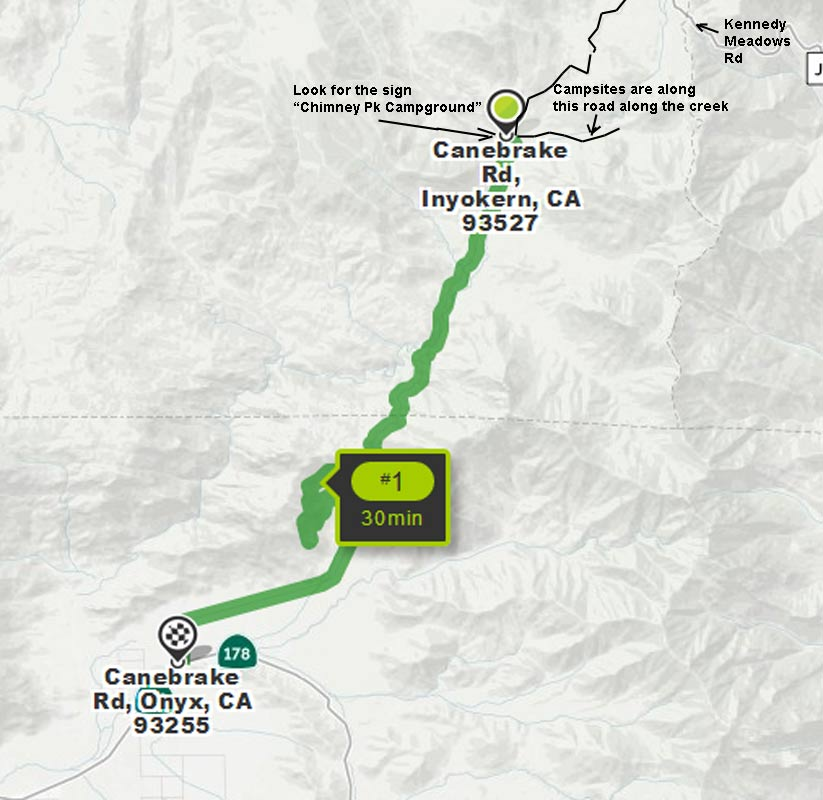 Kennedy
Meadows
Rd
J
Look for the sign
“Chimney Pk Campground”
Campsites are along
this road along the creek
Canebrake
Rd,
Inyokern, CA
93527
#1
30min
178
Canebrake
Rd, Onyx, CA
93255